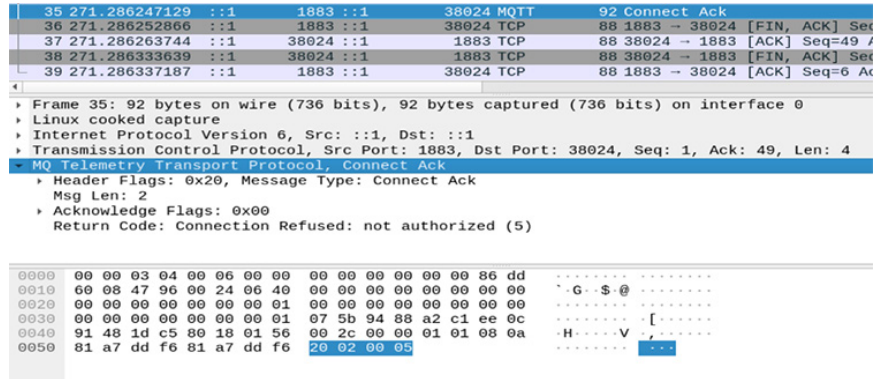 35 271.286247129 ::1 1883 ::1 38024 MQTT 92 Connect Ack
36 271.286252866 ::1 1883 ::1 38024 TCP 88 1883 → 38024 [FIN, ACK] Sec
37 271.286263744 ::1 38024 ::1 1883 TCP 88 38024 → 1883 [ACK] Seq=49 A
38 271.286333639 ::1 38024 ::1 1883 TCP 88 38024 → 1883 [FIN, ACK] Sec
39 271.286337187 ::1 1883 ::1 38024 TCP 88 1883 → 38024 [ACK] Seq=6 Ac
Frame 35: 92 bytes on wire (736 bits), 92 bytes captured (736 bits) on interface 0
Linux cooked capture
Internet Protocol Version 6, Src: ::1, Dst: ::1
Transmission Control Protocol, Src Port: 1883, Dst Port: 38024, Seq: 1, Ack: 49, Len: 4
MQ Telemetry Transport Protocol, Connect Ack
Header Flags: 0x20, Message Type: Connect Ack
Msg Len: 2
Acknowledge Flags: 0x00
Return Code: Connection Refused: not authorized (5)
0000 00 00 03 04 00 06 00 00 00 00 00 00 00 00 86 dd ········ ········
0010 60 08 47 96 00 24 06 40 00 00 00 00 00 00 00 00 `·G··$·@ ········
0020 00 00 00 00 00 00 00 01 00 00 00 00 00 00 00 00 ········ ········
0030 00 00 00 00 00 00 00 01 07 5b 94 88 a2 c1 ee 0c ········ ·[······
0040 91 48 1d c5 80 18 01 56 00 2c 00 00 01 01 08 0a ·H·····V ·,······
0050 81 a7 dd f6 81 a7 dd f6 20 02 00 05 ········ ···